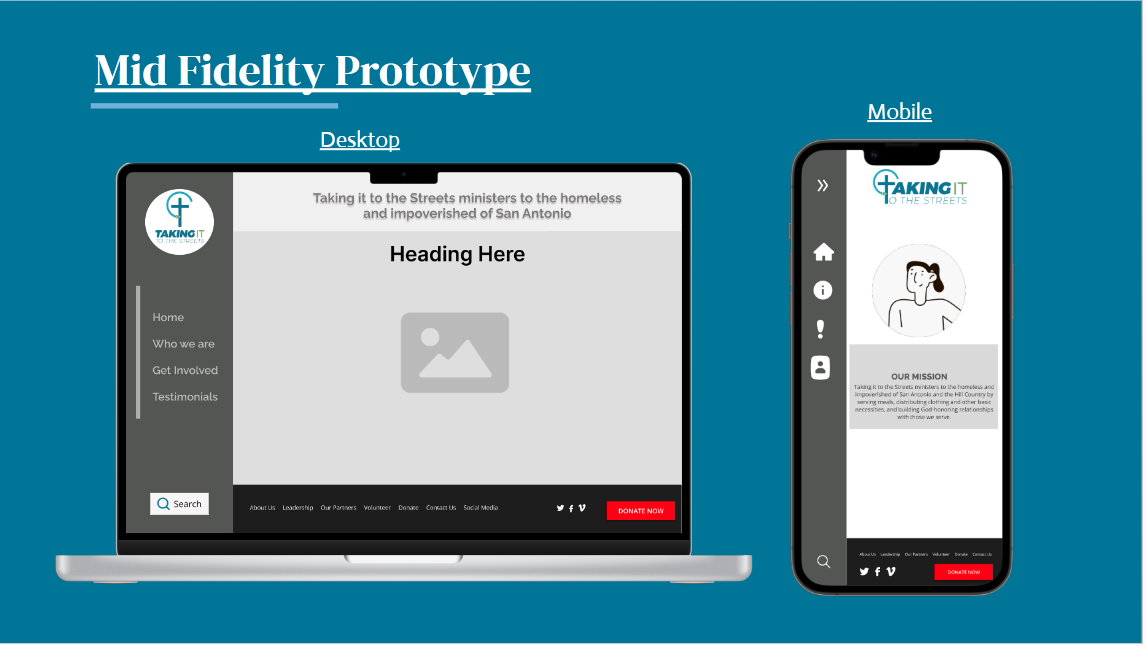 Mid Fidelity Prototype
Desktop
Mobile
TAKING IT
TO THE STREETS
Home
Who we are
Get Involved
Testimonials
Search
Taking it to the Streets ministers to the homeless
and impoverished of San Antonio
Heading Here
About Us Leadership Our Partners Volunteer Donate Contact Us Social Media
DONATE NOW
TAKING IT
TO THE STREETS
OUR MISSION
Taking it to the Streets ministers to the homeless and
impoverished of San Antonio and the Hill Country by
serving meals, distributing clothing and other basic
necessities, and building God-honoring relationships
with those we serve.
About Us Leadership Our Partners Volunteer Donate Contact Us
DONATE NOW